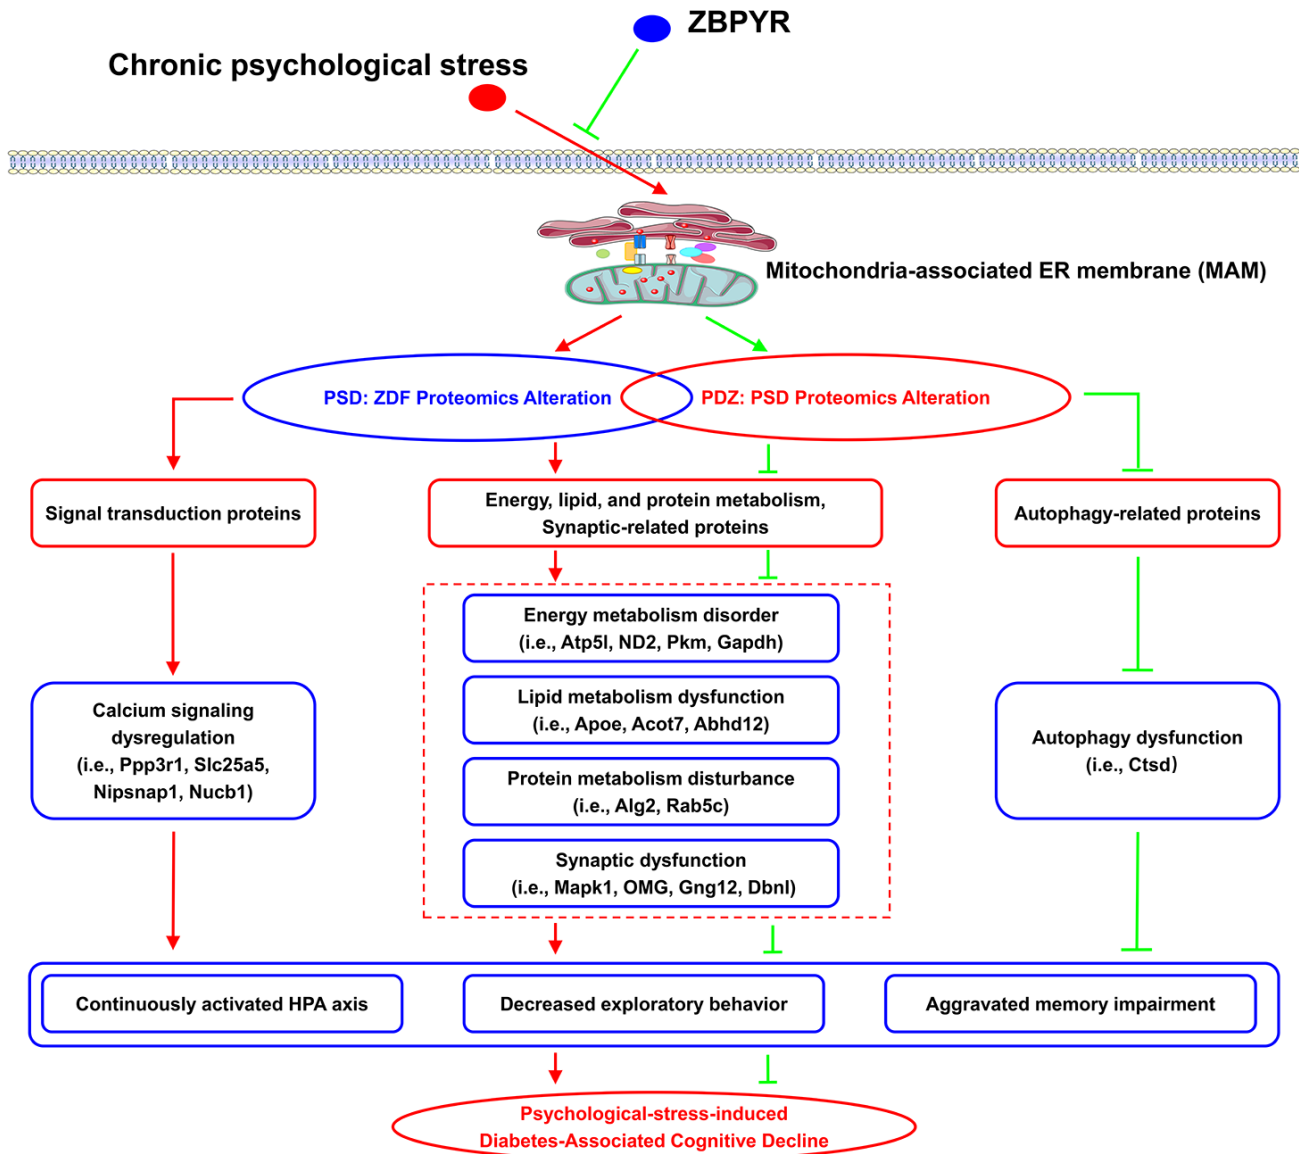 ZBPYR
Chronic psychological stress
Mitochondria-associated ER membrane (MAM)
PSD: ZDF Proteomics Alteration
PDZ: PSD Proteomics Alteration
Signal transduction proteins
Energy, lipid, and protein metabolism,
Synaptic-related proteins
Autophagy-related proteins
Energy metabolism disorder
(i.e., Atp5l, ND2, Pkm, Gapdh)
Lipid metabolism dysfunction
(i.e., Apoe, Acot7, Abhd12)
Protein metabolism disturbance
(i.e., Alg2, Rab5c)
Synaptic dysfunction
(i.e., Mapk1, OMG, Gng12, Dbnl)
Calcium signaling
dysregulation
(i.e., Ppp3r1, Slc25a5,
Nipsnap1, Nucb1)
Autophagy dysfunction
(i.e., Ctsd)
Continuously activated HPA axis
Decreased exploratory behavior
Aggravated memory impairment
Psychological-stress-induced
Diabetes-Associated Cognitive Decline